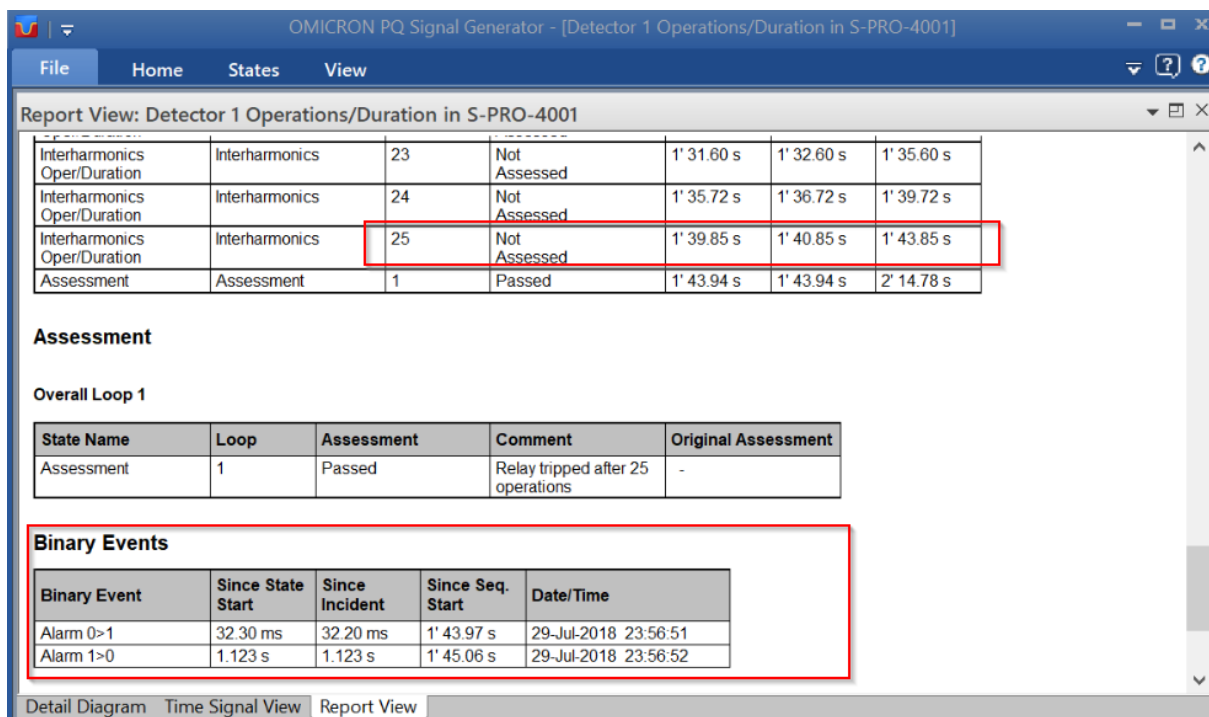 OMICRON PQ Signal Generator - [Detector 1 Operations/Duration in S-PRO-4001]
File Home States View
Report View: Detector 1 Operations/Duration in S-PRO-4001
Interharmonics Interharmonics 23 Not 1' 31.60 s 1' 32.60 s 1' 35.60 s
Oper/Duration Assessed
Interharmonics Interharmonics 24 Not 1' 35.72 s 1' 36.72 s 1' 39.72 s
Oper/Duration Assessed
Interharmonics Interharmonics 25 Not 1' 39.85 s 1' 40.85 s 1' 43.85 s
Oper/Duration Assessed
Assessment Assessment 1 Passed 1' 43.94 s 1' 43.94 s 2' 14.78 s
Assessment
Overall Loop 1
State Name Loop Assessment Comment Original Assessment
Assessment 1 Passed Relay tripped after 25 -
operations
Binary Events
Binary Event Since State Since Since Seq. Date/Time
Start Incident Start
Alarm 0>1 32.30 ms 32.20 ms 1' 43.97 s 29-Jul-2018 23:56:51
Alarm 1>0 1.123 s 1.123 s 1' 45.06 s 29-Jul-2018 23:56:52
Detail Diagram Time Signal View Report View